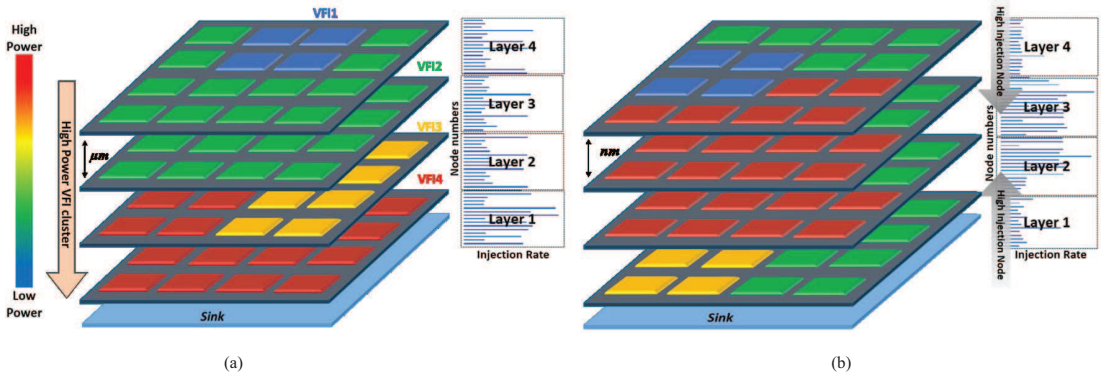 High
Power
High Power VFI cluster
Low
Power
VFI1
VFI2
VFI3
VFI4
μm
Sink
Node numbers
Layer 4
Layer 3
Layer 2
Layer 1
Injection Rate
(a)
nm
Sink
High Injection Node
Node numbers
High Injection Node
Layer 4
Layer 3
Layer 2
Layer 1
Injection Rate
(b)